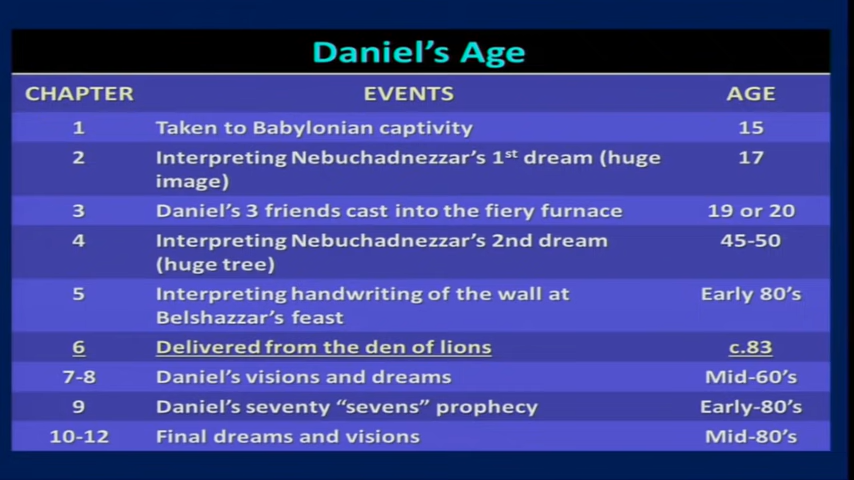 Daniel's Age
CHAPTER EVENTS AGE
1 Taken to Babylonian captivity 15
2 Interpreting Nebuchadnezzar's 1st dream (huge 17
image)
3 Daniel's 3 friends cast into the fiery furnace 19 or 20
4 Interpreting Nebuchadnezzar's 2nd dream 45-50
(huge tree)
5 Interpreting handwriting of the wall at Early 80's
Belshazzar's feast
6 Delivered from the den of lions c.83
7-8 Daniel's visions and dreams Mid-60's
9 Daniel's seventy "sevens" prophecy Early-80's
10-12 Final dreams and visions Mid-80's